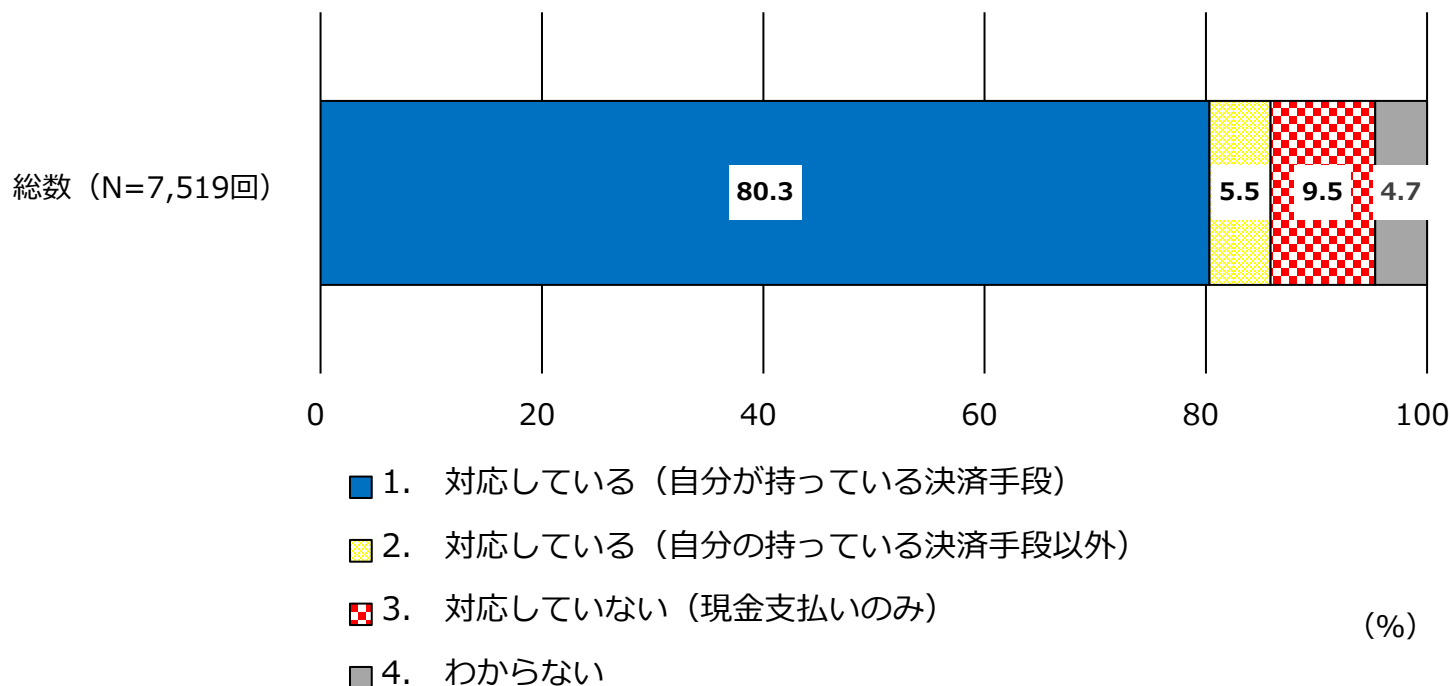 総数（N=7,519回）
80.3
5.5
9.5
4.7
0
20
40
60
80
100
1. 対応している（自分が持っている決済手段）
2. 対応している（自分の持っている決済手段以外）
3. 対応していない（現金支払いのみ）
（%）
4. わからない